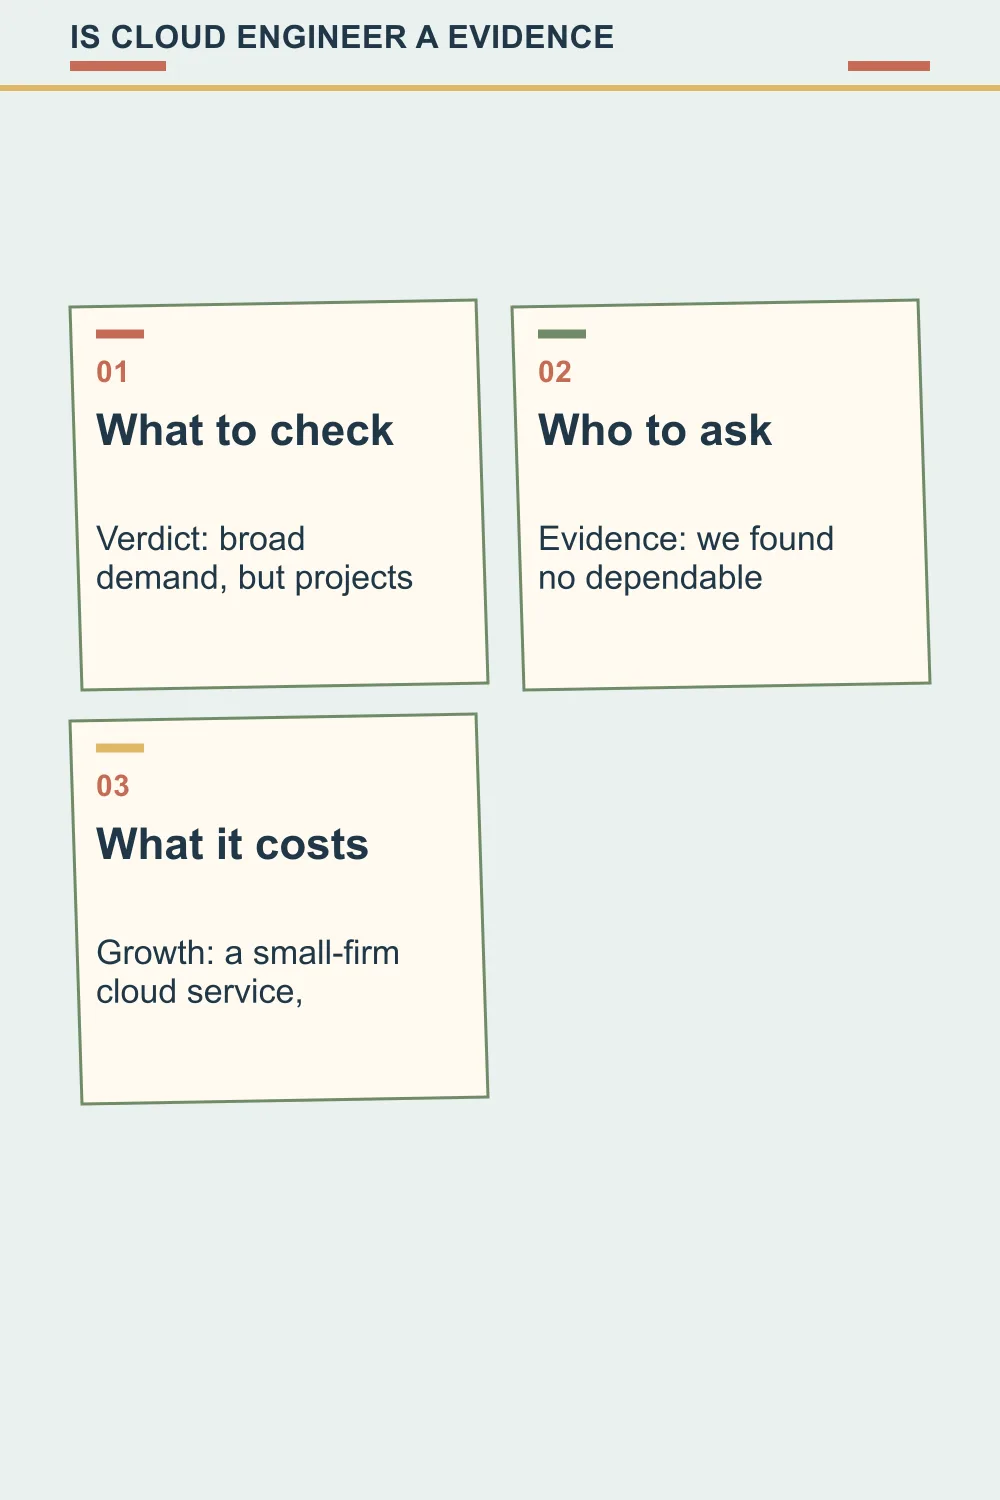 IS CLOUD ENGINEER A EVIDENCE
01
What to check
Verdict: broad
demand, but projects
02
Who to ask
Evidence: we found
no dependable
03
What it costs
Growth: a small-firm
cloud service,